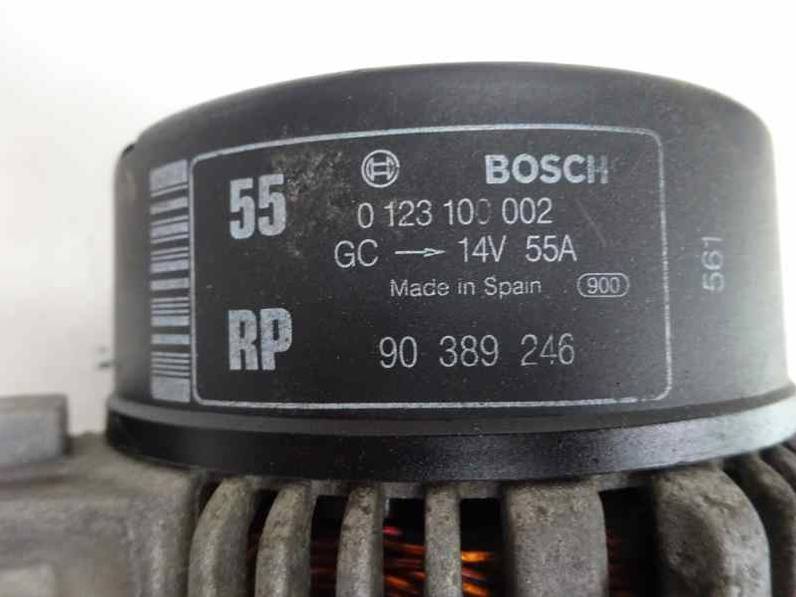 55 BOSCH
0 123 100 002
GC → 14V 55A
Made in Spain 900
RP 90 389 246
561